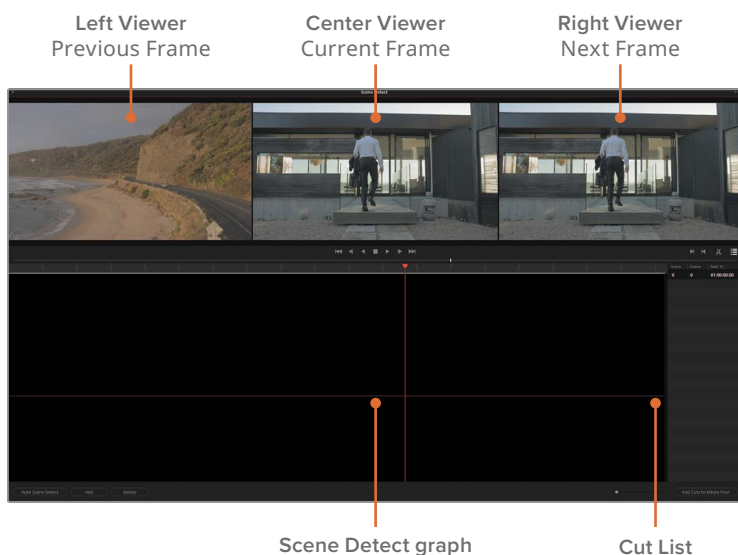 Left Viewer
Previous Frame
Center Viewer
Current Frame
Right Viewer
Next Frame
Scene Detect
Scene Frame Start TC
0 0 01:00:00:00
Auto Scene Detect
Add
Delete
Add Cuts to Media Pool
Scene Detect graph
Cut List